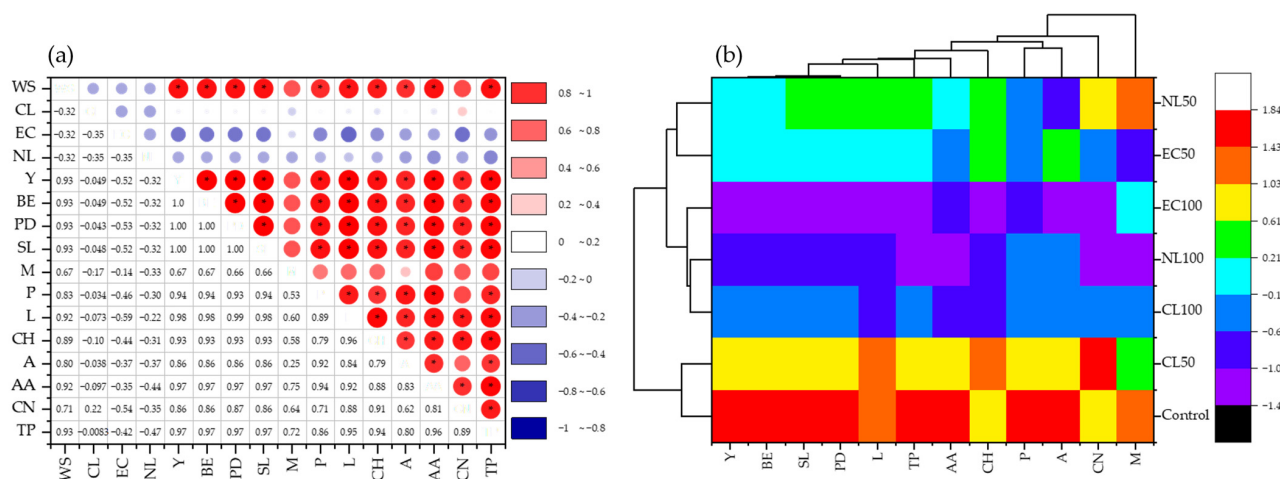 (a)
WS
CL −0.32
EC −0.32 −0.35
NL −0.32 −0.35 −0.35
Y 0.93 −0.049 −0.52 −0.32
BE 0.93 −0.049 −0.52 −0.32 1.0
PD 0.93 −0.043 −0.53 −0.32 1.00 1.00
SL 0.93 −0.048 −0.52 −0.32 1.00 1.00 1.00
M 0.67 −0.17 −0.14 −0.33 0.67 0.67 0.66 0.66
P 0.83 −0.034 −0.46 −0.30 0.94 0.94 0.93 0.94 0.53
L 0.92 −0.073 −0.59 −0.22 0.98 0.98 0.99 0.98 0.60 0.89
CH 0.89 −0.10 −0.44 −0.31 0.93 0.93 0.93 0.93 0.58 0.79 0.96
A 0.80 −0.038 −0.37 −0.37 0.86 0.86 0.86 0.86 0.25 0.92 0.84 0.79
AA 0.92 −0.097 −0.35 −0.44 0.97 0.97 0.97 0.97 0.75 0.94 0.92 0.88 0.83
CN 0.71 0.22 −0.54 −0.35 0.86 0.86 0.87 0.86 0.64 0.71 0.88 0.91 0.62 0.81
TP 0.93 −0.0083 −0.42 −0.47 0.97 0.97 0.97 0.97 0.72 0.86 0.95 0.94 0.80 0.96 0.89
WS CL EC NL Y BE PD SL M P L CH A AA CN TP
0.8 ~ 1
0.6 ~ 0.8
0.4 ~ 0.6
0.2 ~ 0.4
0 ~ 0.2
−0.2 ~ 0
−0.4 ~ −0.2
−0.6 ~ −0.4
−0.8 ~ −0.6
−1 ~ −0.8
(b)
NL50
EC50
EC100
NL100
CL100
CL50
Control
Y BE SL PD L TP AA CH P A CN M
1.84
1.43
1.03
0.61
0.21
−0.1
−0.6
−1.0
−1.4